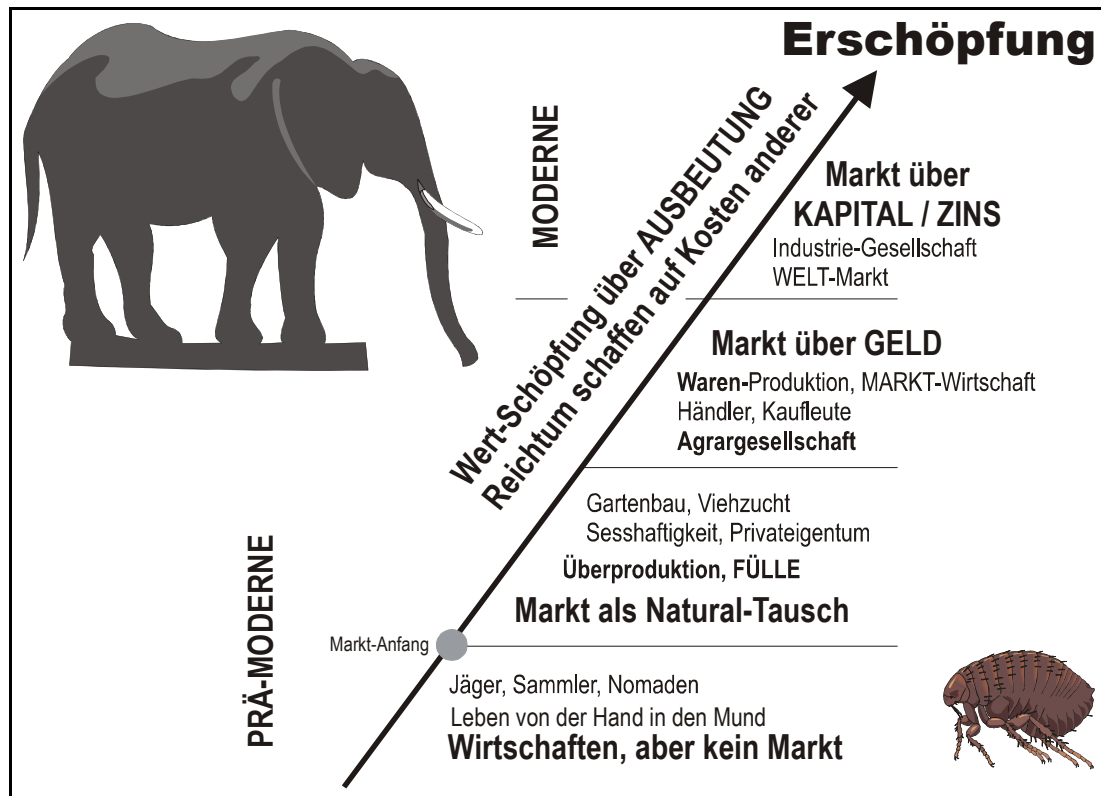 Erschöpfung
MODERNE
Wert-Schöpfung über AUSBEUTUNG
Reichtum schaffen auf Kosten anderer
Markt über
KAPITAL / ZINS
Industrie-Gesellschaft
WELT-Markt
Markt über GELD
Waren-Produktion, MARKT-Wirtschaft
Händler, Kaufleute
Agrargesellschaft
Gartenbau, Viehzucht
Sesshaftigkeit, Privateigentum
Überproduktion, FÜLLE
Markt als Natural-Tausch
PRÄ-MODERNE
Markt-Anfang
Jäger, Sammler, Nomaden
Leben von der Hand in den Mund
Wirtschaften, aber kein Markt